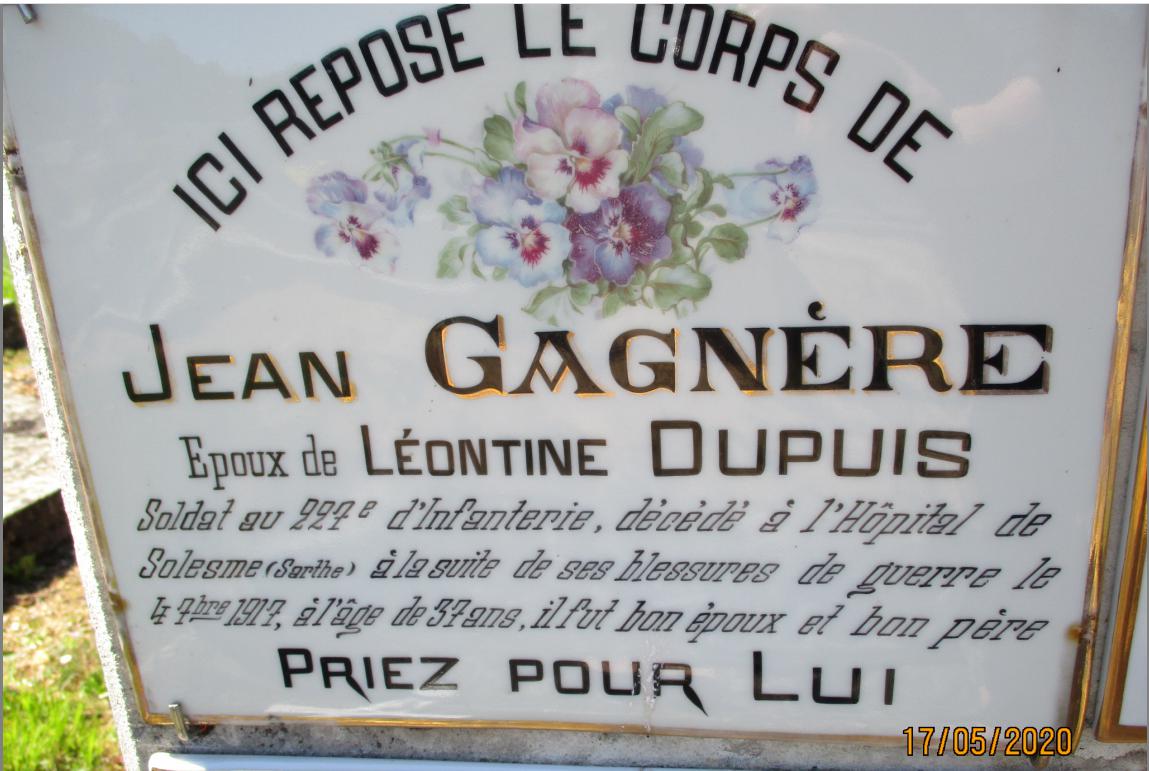 ICI REPOSE LE CORPS DE
JEAN GAGNÈRE
Epoux de LÉONTINE DUPUIS
Soldat au 227e d'Infanterie, décédé à l'Hôpital de
Solesme (Sarthe) à la suite de ses blessures de guerre le
4 7bre 1917, à l'âge de 37 ans, il fut bon époux et bon père
PRIEZ POUR LUI
17/05/2020